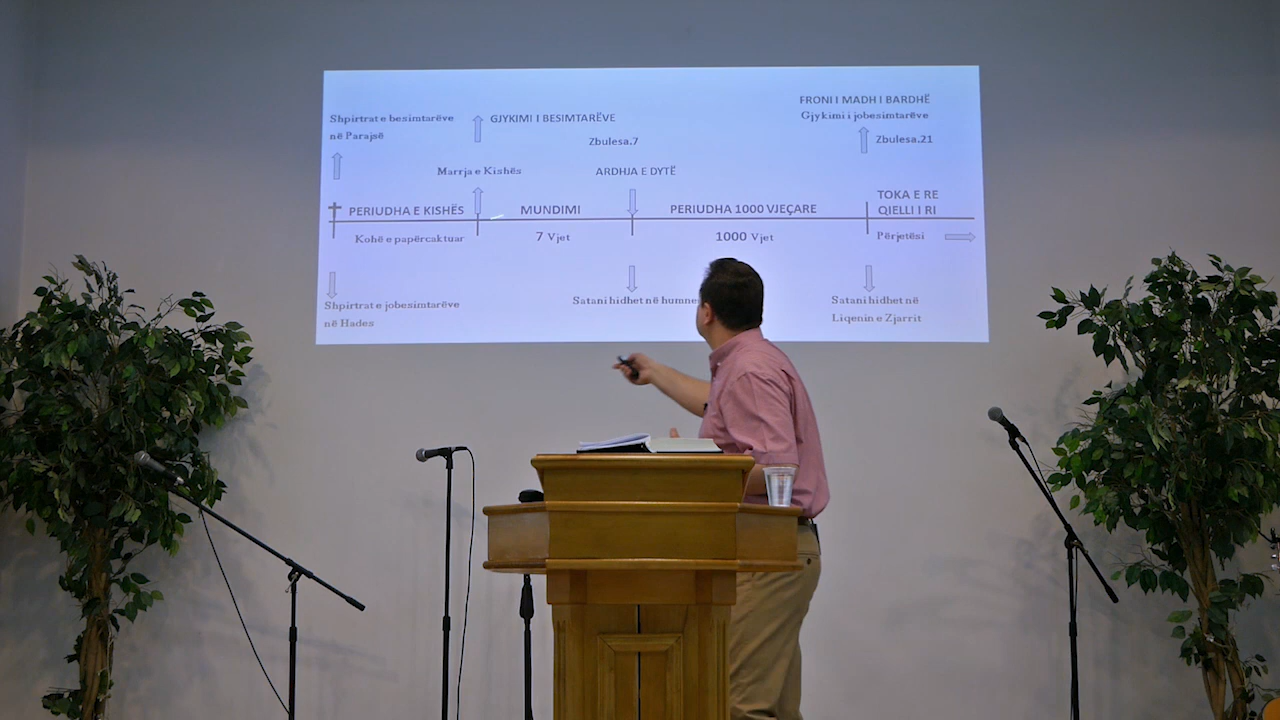 FRONI I MADH I BARDHË
Shpirtrat e besimtarëve
në Parajsë
GJYKIMI I BESIMTARËVE
Gjykimi i jobesimtarëve
Zbulesa.7
Zbulesa.21
Marrja e Kishës
ARDHJA E DYTË
PERIUDHA E KISHËS
MUNDIMI
PERIUDHA 1000 VJEÇARE
TOKA E RE
QIELLI I RI
Kohë e papërcaktuar
7 Vjet
1000 Vjet
Përjetësi
Shpirtrat e jobesimtarëve
në Hades
Satani hidhet në humne
Satani hidhet në
Liqenin e Zjarrit